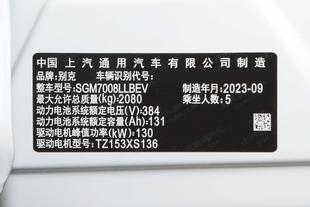 中国 上汽通用汽车有限公司 制造
品牌:别克 车辆识别代号:
整车型号:SGM7008LLBEV 制造年月:2023-09
最大允许总质量(kg):2080 乘坐人数:5
动力电池系统额定电压(V):384
动力电池系统额定容量(Ah):131
驱动电机峰值功率(kW):130
驱动电机型号:TZ153XS136